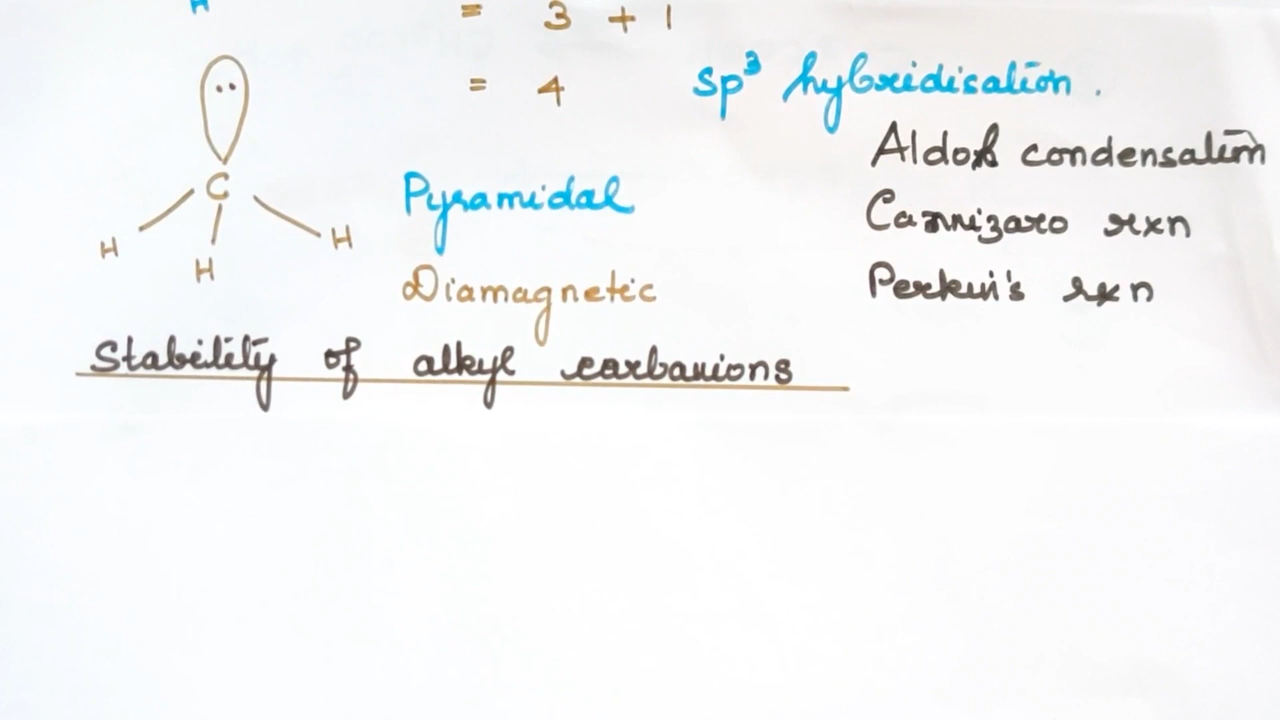 H
= 3 + 1
= 4 sp³ hybridisation.
Aldol condensation
C
Pyramidal
Cannizaro rxn
H H H
Diamagnetic
Perkin's rxn
Stability of alkyl carbanions